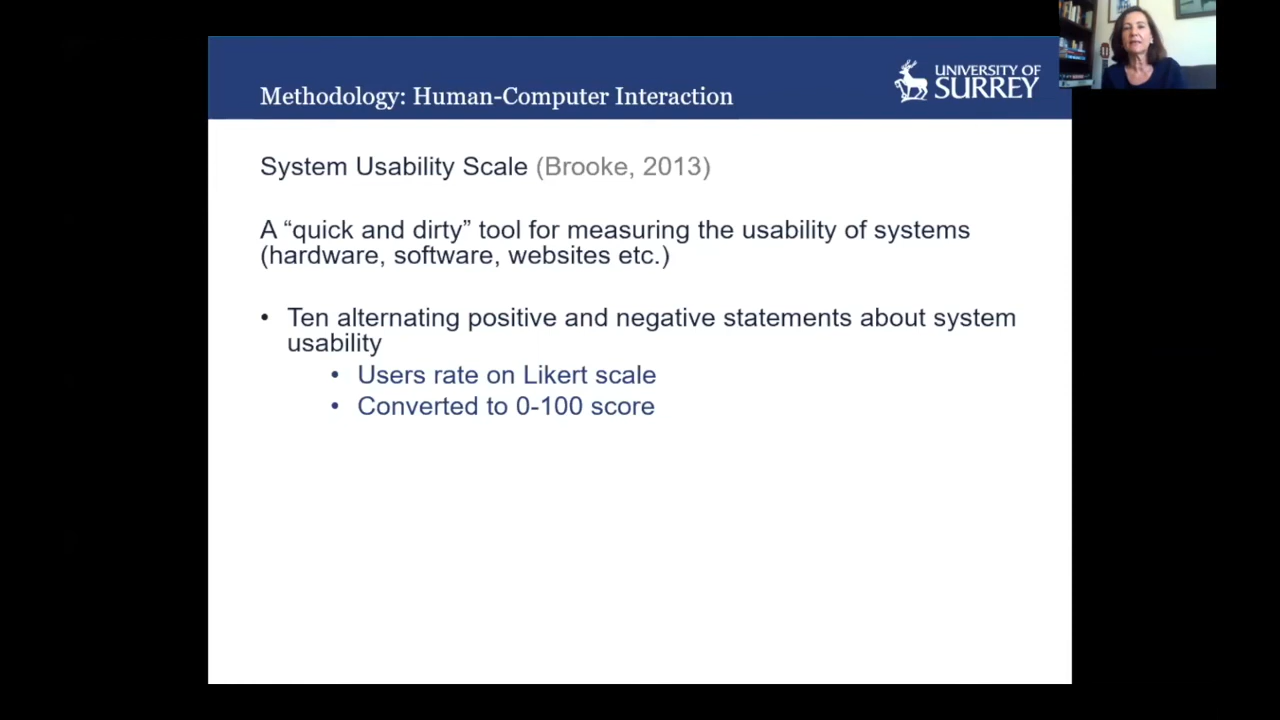 Methodology: Human-Computer Interaction
UNIVERSITY OF
SURREY
System Usability Scale (Brooke, 2013)
A “quick and dirty” tool for measuring the usability of systems
(hardware, software, websites etc.)
• Ten alternating positive and negative statements about system
usability
• Users rate on Likert scale
• Converted to 0-100 score